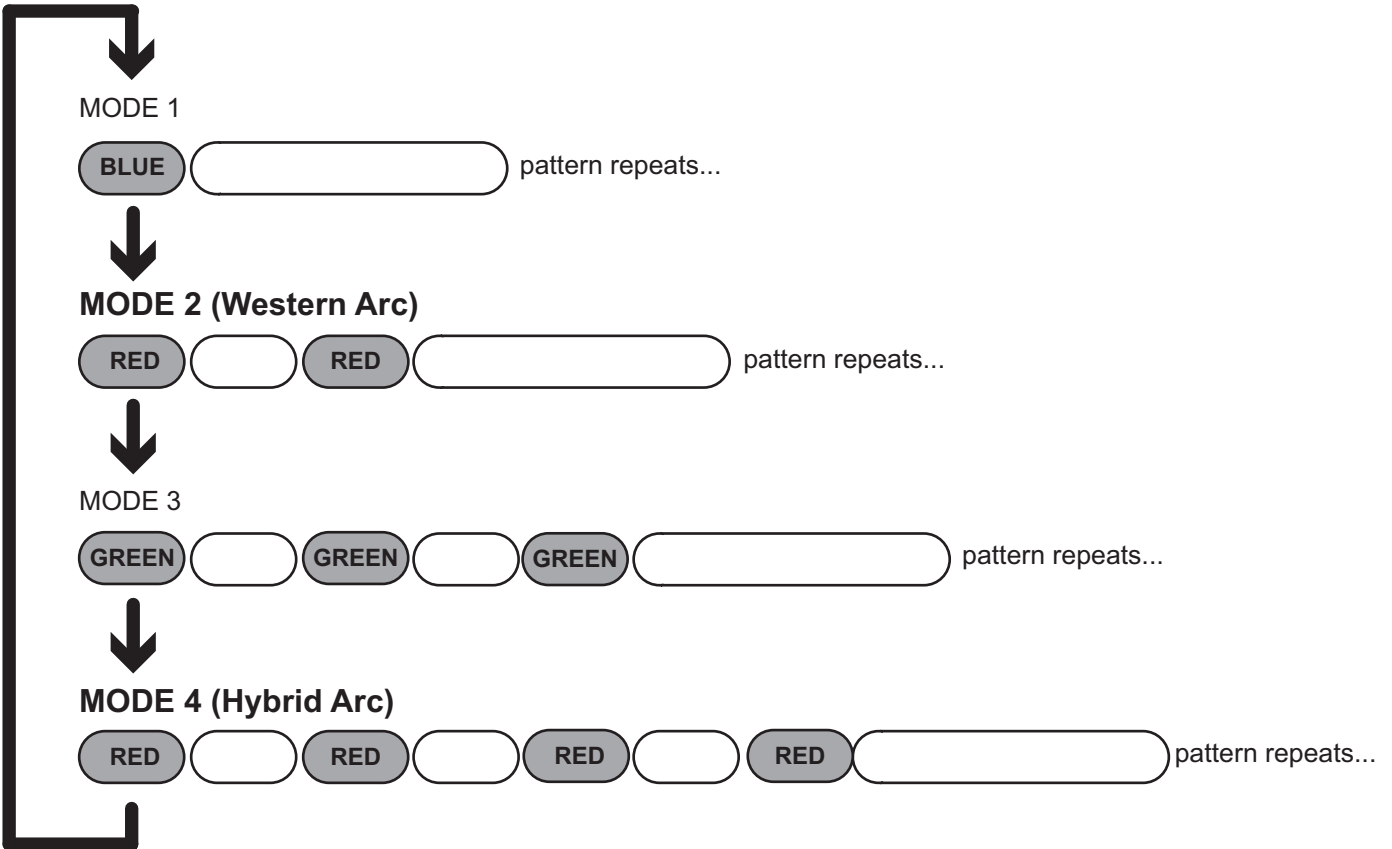 MODE 1
BLUE pattern repeats...
MODE 2 (Western Arc)
RED RED pattern repeats...
MODE 3
GREEN GREEN GREEN pattern repeats...
MODE 4 (Hybrid Arc)
RED RED RED RED pattern repeats...